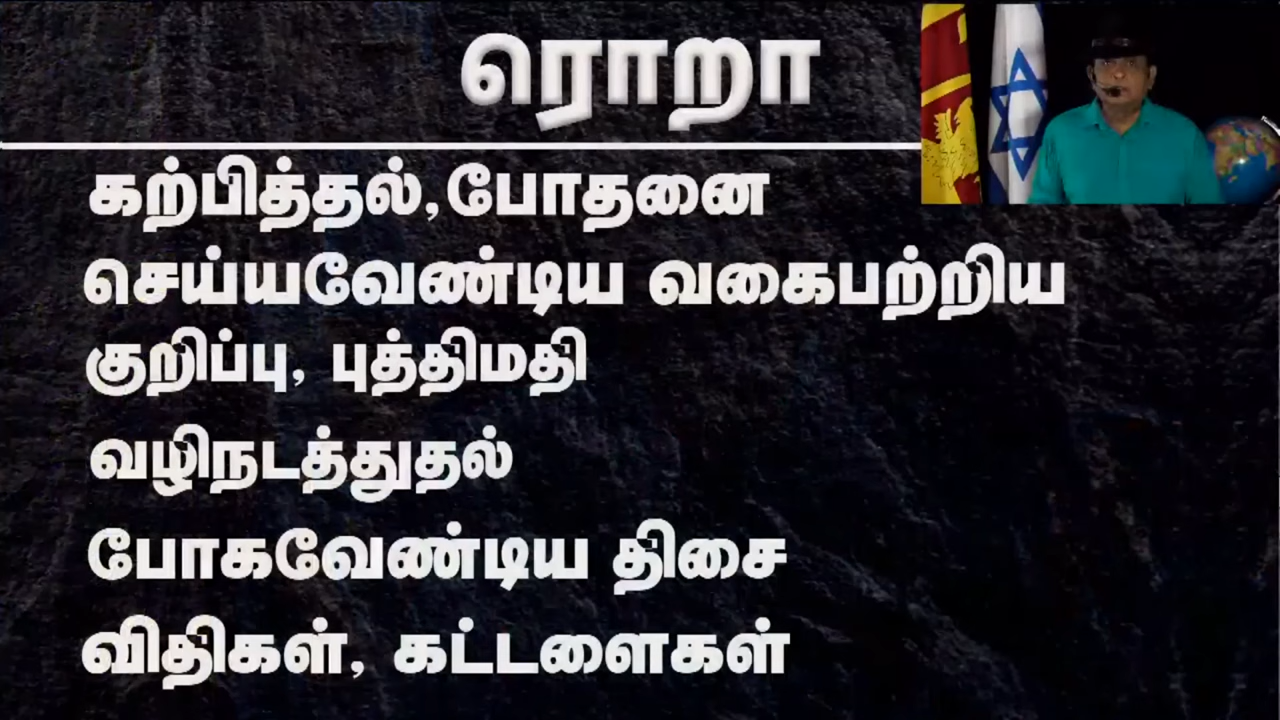 ரொறா
கற்பித்தல்,போதனை
செய்யவேண்டிய வகைபற்றிய
குறிப்பு, புத்திமதி
வழிநடத்துதல்
போகவேண்டிய திசை
விதிகள், கட்டளைகள்